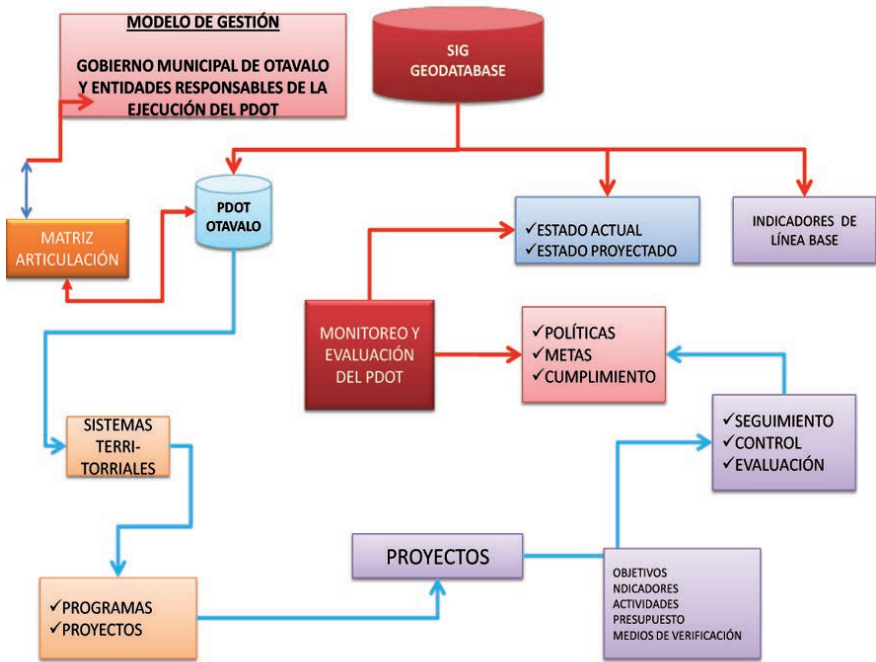 MODELO DE GESTIÓN
GOBIERNO MUNICIPAL DE OTAVALO
Y ENTIDADES RESPONSABLES DE LA
EJECUCIÓN DEL PDOT
SIG
GEODATABASE
PDOT
OTAVALO
MATRIZ
ARTICULACIÓN
✓ESTADO ACTUAL
✓ESTADO PROYECTADO
INDICADORES DE
LÍNEA BASE
MONITOREO Y
EVALUACIÓN
DEL PDOT
✓POLÍTICAS
✓METAS
✓CUMPLIMIENTO
SISTEMAS
TERRI-
TORRIALES
✓SEGUIMIENTO
✓CONTROL
✓EVALUACIÓN
✓PROGRAMAS
✓PROYECTOS
PROYECTOS
OBJETIVOS
NDICADORES
ACTIVIDADES
PRESUPUESTO
MEDIOS DE VERIFICACIÓN